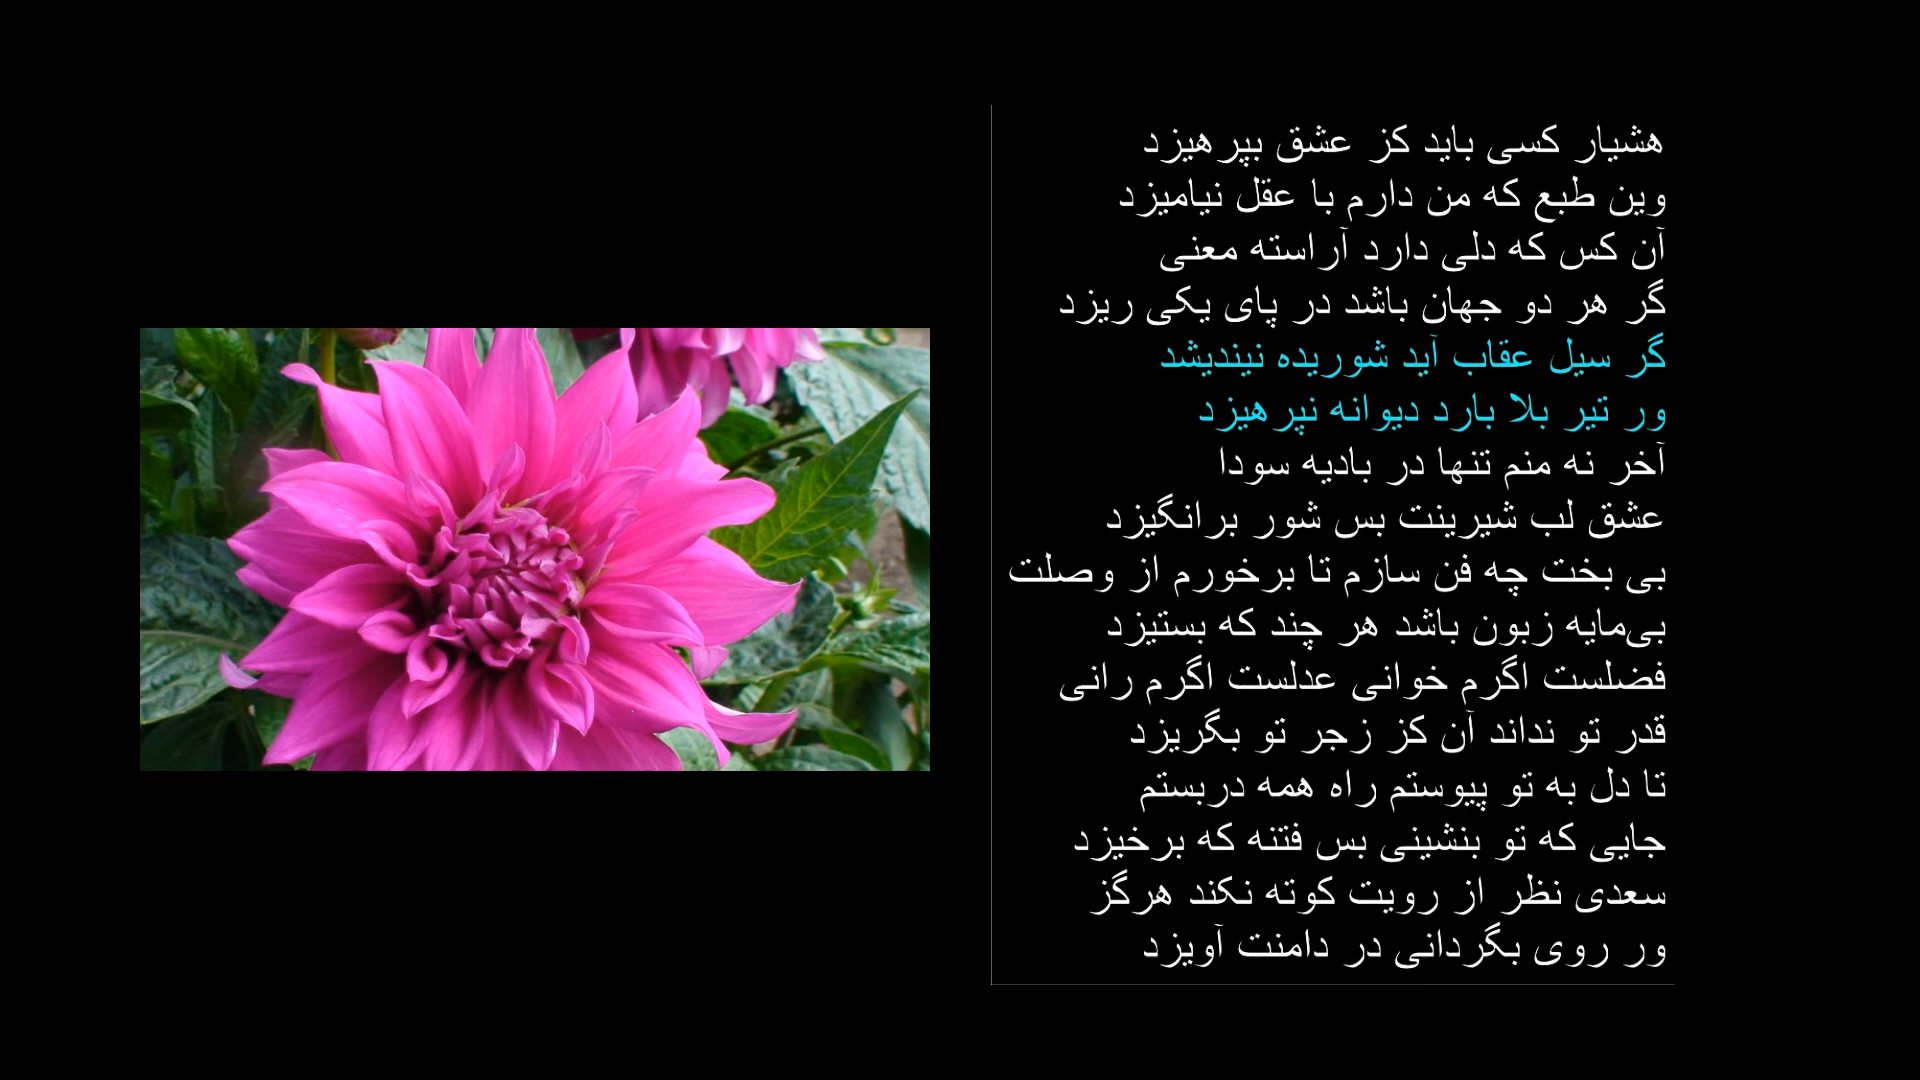 هشیار کسی باید کز عشق بپرهیزد
وین طبع که من دارم با عقل نیامیزد
آن کس که دلی دارد آراسته معنی
گر هر دو جهان باشد در پای یکی ریزد
گر سیل عقاب آید شوریده نیندیشد
ور تیر بلا بارد دیوانه نپرهیزد
آخر نه منم تنها در بادیه سودا
عشق لب شیرینت بس شور برانگیزد
بی بخت چه فن سازم تا برخورم از وصلت
بی‌مایه زبون باشد هر چند که بستیزد
فضلست اگرم خوانی عدلست اگرم رانی
قدر تو نداند آن کز زجر تو بگریزد
تا دل به تو پیوستم راه همه دربستم
جایی که تو بنشینی بس فتنه که برخیزد
سعدی نظر از رویت کوته نکند هرگز
ور روی بگردانی در دامنت آویزد